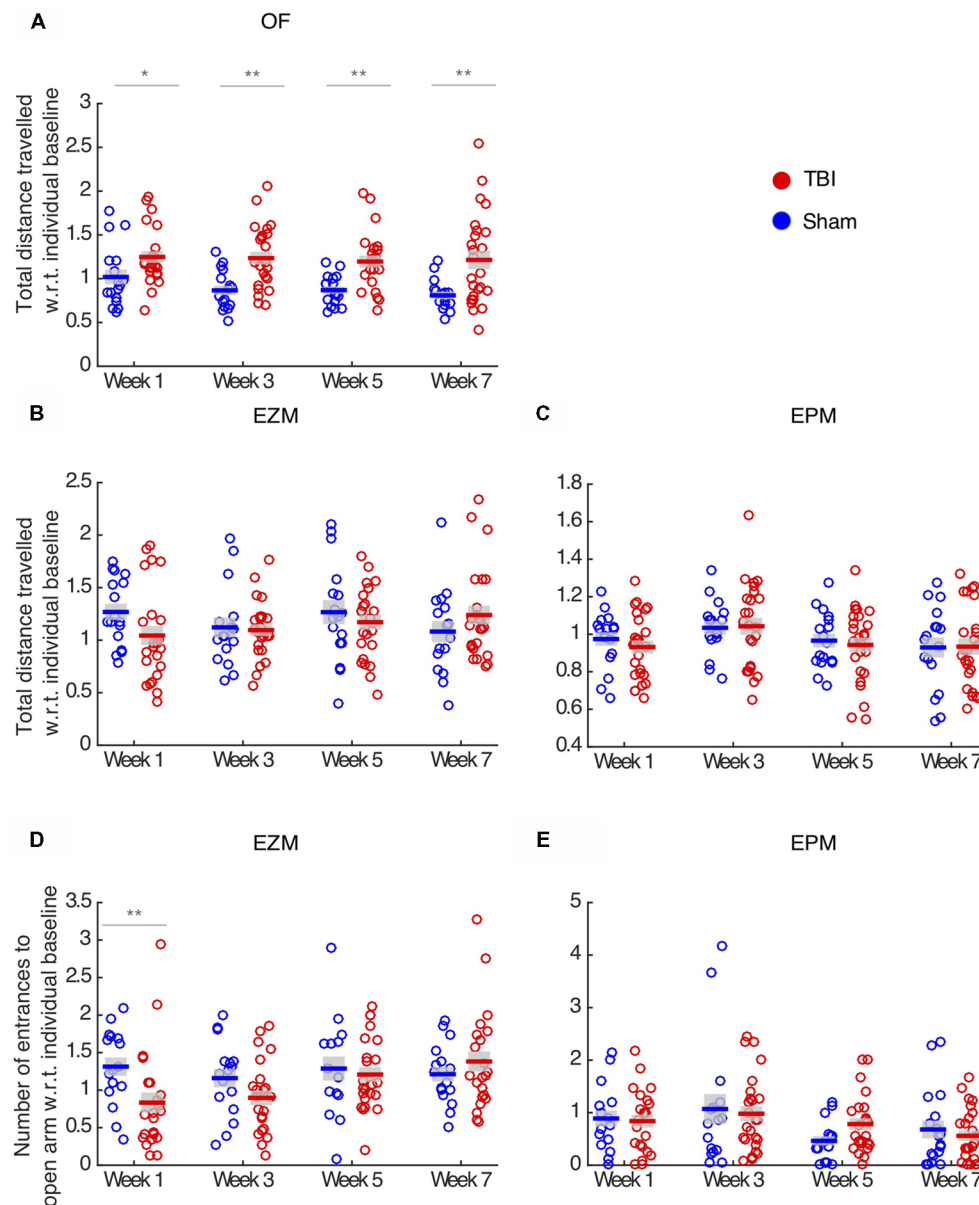 A
OF
*
**
**
**
Total distance travelled
w.r.t. individual baseline
3
2.5
2
1.5
1
0.5
0
Week 1
Week 3
Week 5
Week 7
TBI
Sham
B
EZM
Total distance travelled
w.r.t. individual baseline
2.5
2
1.5
1
0.5
0
Week 1
Week 3
Week 5
Week 7
C
EPM
1.8
1.6
1.4
1.2
1
0.8
0.6
0.4
Week 1
Week 3
Week 5
Week 7
D
EZM
**
Number of entrances to
open arm w.r.t. individual baseline
3.5
3
2.5
2
1.5
1
0.5
0
Week 1
Week 3
Week 5
Week 7
E
EPM
5
4
3
2
1
0
Week 1
Week 3
Week 5
Week 7